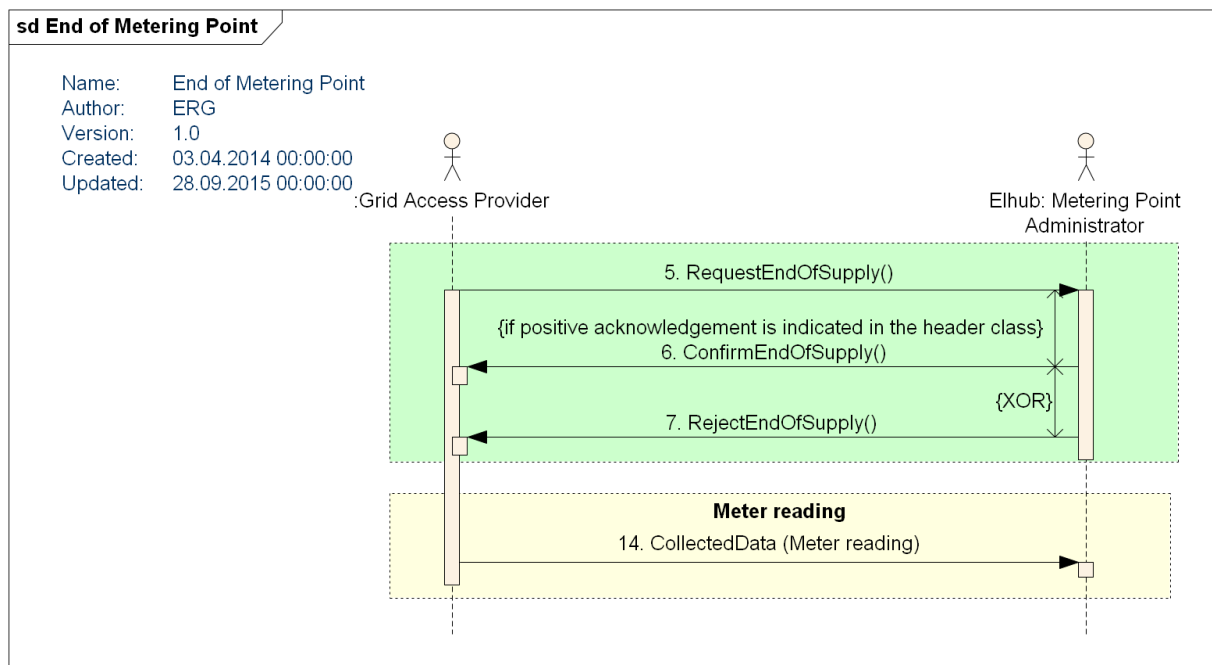 sd End of Metering Point
Name: End of Metering Point
Author: ERG
Version: 1.0
Created: 03.04.2014 00:00:00
Updated: 28.09.2015 00:00:00
:Grid Access Provider
Elhub: Metering Point
Administrator
5. RequestEndOfSupply()
{if positive acknowledgement is indicated in the header class}
6. ConfirmEndOfSupply()
{XOR}
7. RejectEndOfSupply()
Meter reading
14. CollectedData (Meter reading)